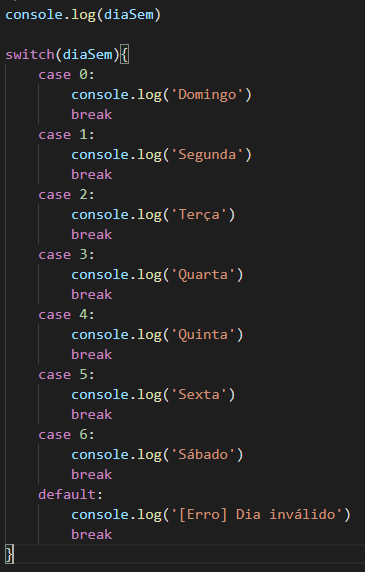 console.log(diaSem)
switch(diaSem){
case 0:
console.log('Domingo')
break
case 1:
console.log('Segunda')
break
case 2:
console.log('Terça')
break
case 3:
console.log('Quarta')
break
case 4:
console.log('Quinta')
break
case 5:
console.log('Sexta')
break
case 6:
console.log('Sábado')
break
default:
console.log('[Erro] Dia inválido')
break
}